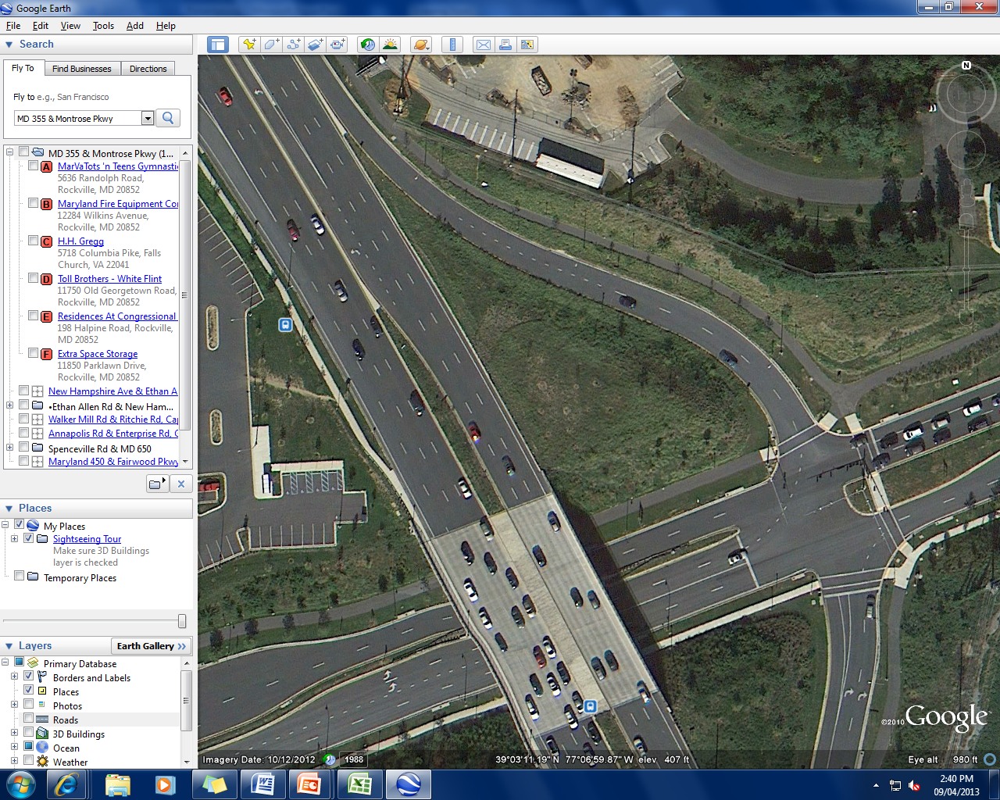 Google Earth
File Edit View Tools Add Help
Search
Fly To Find Businesses Directions
Fly to e.g., San Francisco
MD 355 & Montrose Pkwy
MD 355 & Montrose Pkwy (1...
A MarVaTots 'n Teens Gymnasti
5636 Randolph Road,
Rockville, MD 20852
B Maryland Fire Equipment Co
12284 Wilkins Avenue,
Rockville, MD 20852
C H.H. Gregg
5718 Columbia Pike, Falls
Church, VA 22041
D Toll Brothers - White Flint
11750 Old Georgetown Road,
Rockville, MD 20852
E Residences At Congressional
198 Halpine Road, Rockville,
MD 20852
F Extra Space Storage
11850 Parklawn Drive,
Rockville, MD 20852
New Hampshire Ave & Ethan A
•Ethan Allen Rd & New Ham...
Walker Mill Rd & Ritchie Rd, Cap
Annapolis Rd & Enterprise Rd, G
Spenceville Rd & MD 650
Maryland 450 & Fairwood Pkwy
Places
My Places
Sightseeing Tour
Make sure 3D Buildings
layer is checked
Temporary Places
Layers Earth Gallery >>
Primary Database
Borders and Labels
Places
Photos
Roads
3D Buildings
Ocean
Weather
N
©2010 Google™
Imagery Date: 10/12/2012 1988 39°03'11.19" N 77°06'59.87" W elev 407 ft Eye alt 980 ft
2:40 PM
09/04/2013